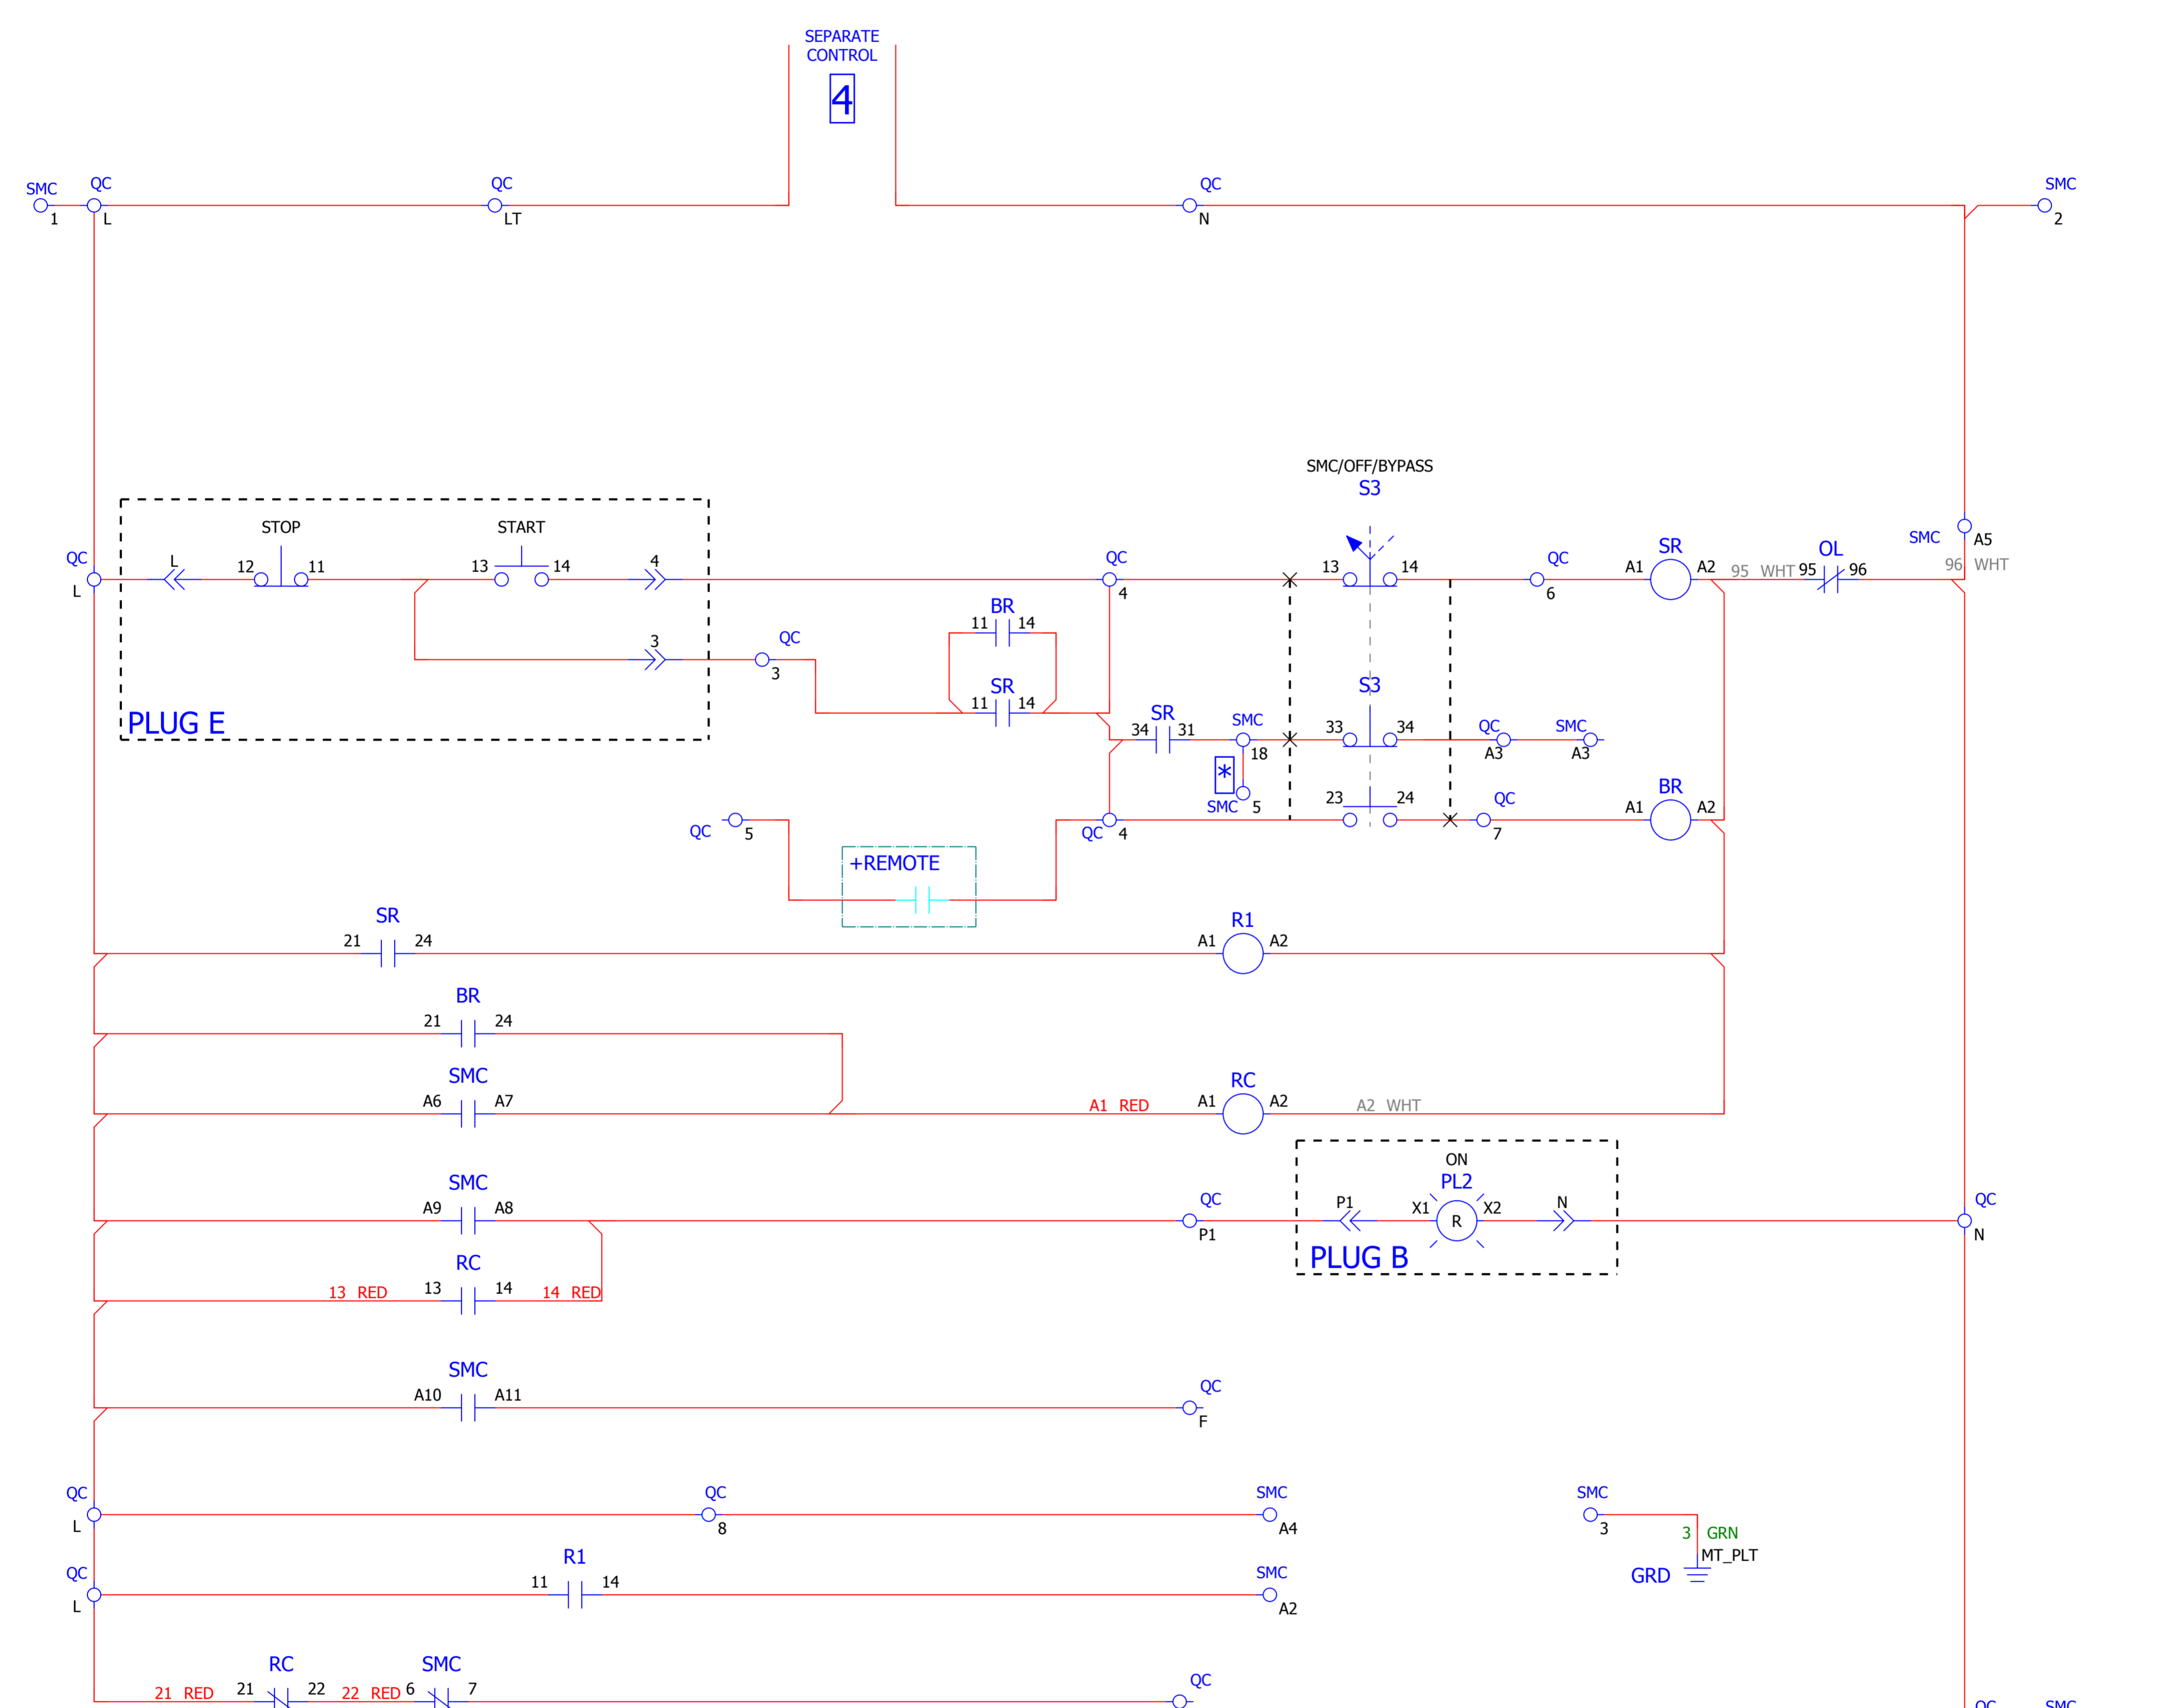 SEPARATE
CONTROL
4
SMC
1
QC
L
QC
LT
QC
N
SMC
2
SMC/OFF/BYPASS
S3
QC
L
L
STOP
12
11
START
13
14
4
3
PLUG E
QC
3
BR
11
14
SR
11
14
QC
4
13
14
QC
6
SR
A1
A2
95 WHT
OL
95
96
SMC
A5
96 WHT
SR
34
31
SMC
18
*
SMC
5
S3
33
34
QC
A3
SMC
A3
QC
5
+REMOTE
QC
4
23
24
QC
7
BR
A1
A2
SR
21
24
R1
A1
A2
BR
21
24
SMC
A6
A7
A1 RED
RC
A1
A2
A2 WHT
SMC
A9
A8
QC
P1
ON
PL2
P1
X1
R
X2
N
PLUG B
QC
N
RC
13 RED
13
14
14 RED
SMC
A10
A11
QC
F
QC
L
QC
8
SMC
A4
SMC
3
3 GRN
MT_PLT
GRD
QC
L
R1
11
14
SMC
A2
RC
21 RED
21
22
22 RED
SMC
6
7
QC
QC
SMC